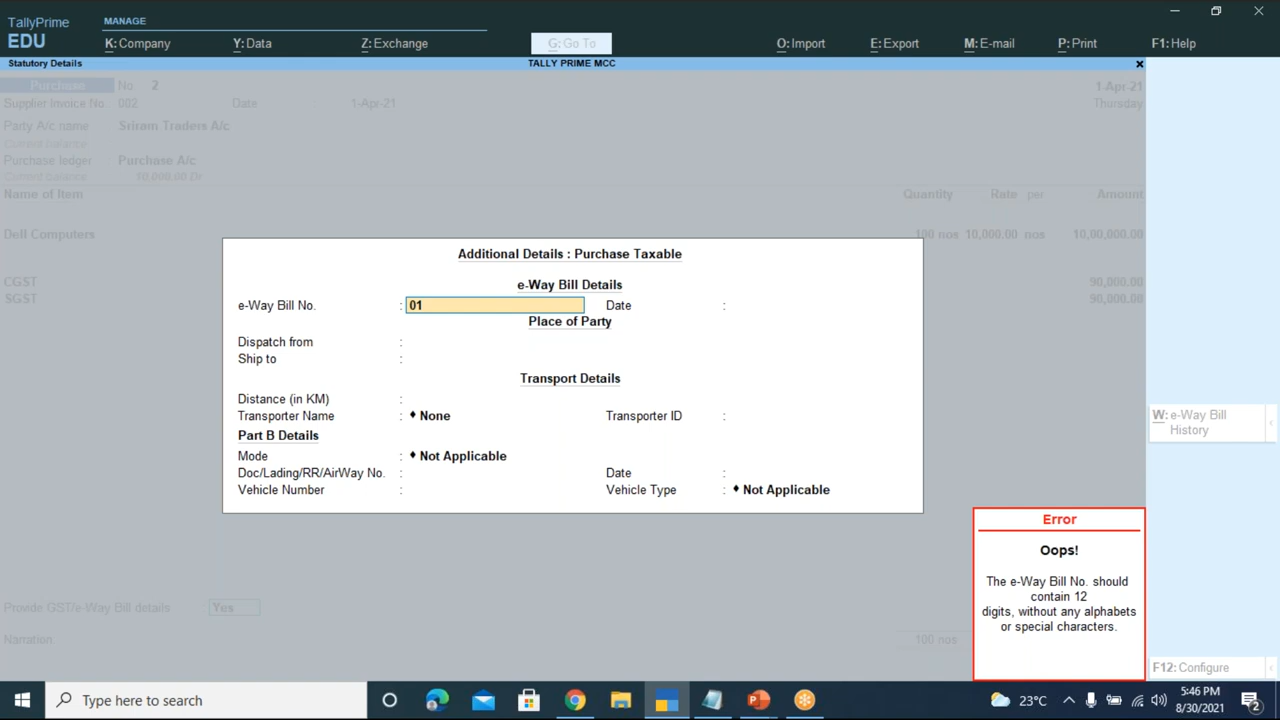 TallyPrime
EDU
MANAGE
K: Company Y: Data Z: Exchange G: Go To O: Import E: Export M: E-mail P: Print F1: Help
Statutory Details TALLY PRIME MCC
Purchase No. 2 1-Apr-21
Supplier Invoice No. 002 Date 1-Apr-21 Thursday
Party A/c name Sriram Traders A/c
Current balance
Purchase ledger Purchase A/c
Current balance 90,000.00 Dr
Name of Item Quantity Rate per Amount
Dell Computers 100 nos 10,000.00 nos 10,00,000.00
CGST 90,000.00
SGST 90,000.00
Additional Details : Purchase Taxable
e-Way Bill Details
e-Way Bill No. : 01 Date :
Place of Party
Dispatch from :
Ship to :
Transport Details
Distance (in KM) :
Transporter Name : ♦ None Transporter ID :
Part B Details
Mode : ♦ Not Applicable
Doc/Lading/RR/AirWay No. : Date :
Vehicle Number : Vehicle Type : ♦ Not Applicable
W: e-Way Bill
History
Error
Oops!
The e-Way Bill No. should
contain 12
digits, without any alphabets
or special characters.
Provide GST/e-Way Bill details Yes
Narration: 100 nos
F12: Configure
Type here to search 23°C 5:46 PM
8/30/2021
2